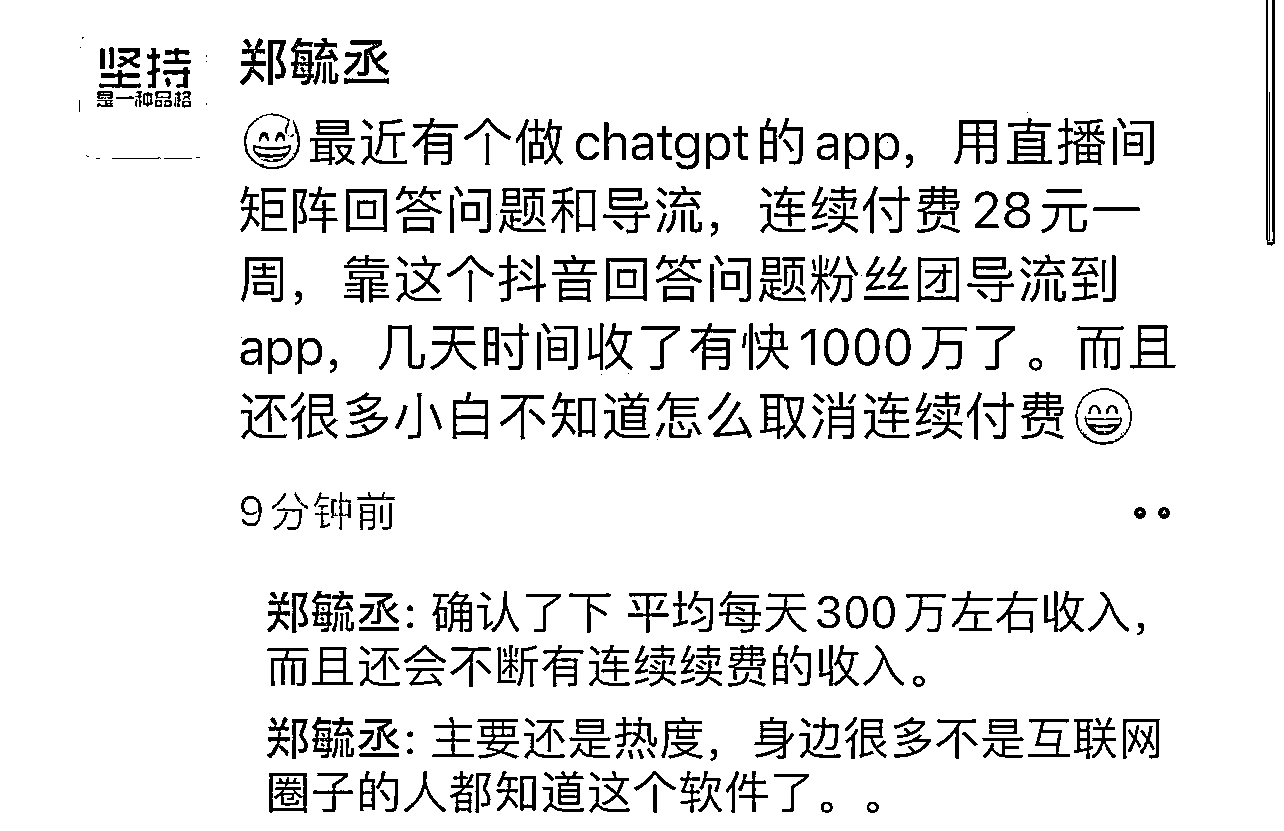 坚持
是一种品格
郑毓丞
😅最近有个做chatgpt的app，用直播间
矩阵回答问题和导流，连续付费28元一
周，靠这个抖音回答问题粉丝团导流到
app，几天时间收了有快1000万了。而且
还很多小白不知道怎么取消连续付费😄
9分钟前
郑毓丞: 确认了下 平均每天300万左右收入，
而且还会不断有连续续费的收入。
郑毓丞: 主要还是热度，身边很多不是互联网
圈子的人都知道这个软件了。。